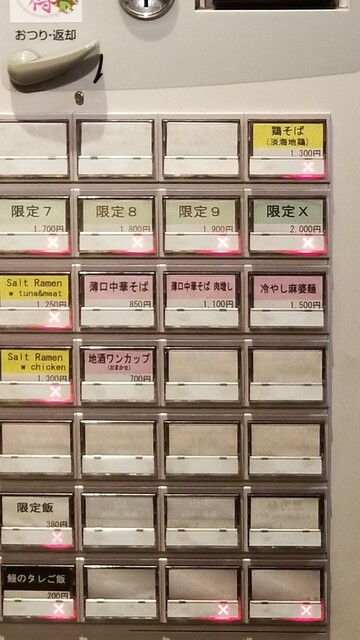 おつり・返却
鶏そば
(淡海地鶏)
1,300円
限定7
1,700円
限定8
1,800円
限定9
1,900円
限定X
2,000円
Salt Ramen
w tuna&meat
1,250円
薄口中華そば
850円
薄口中華そば 肉増し
1,100円
冷やし麻婆麺
1,500円
Salt Ramen
w chicken
1,300円
地酒ワンカップ
(おまかせ)
700円
限定飯
380円
鰻のタレご飯
200円